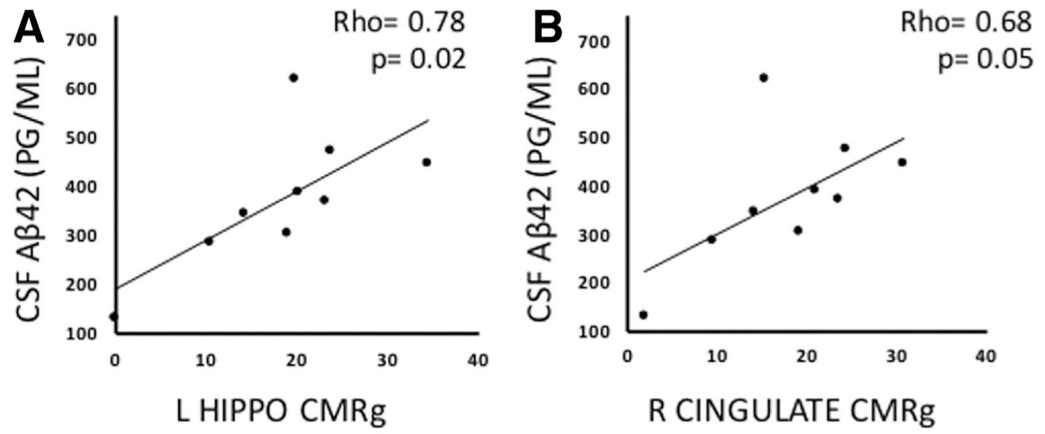 A
Rho= 0.78
p= 0.02
CSF Aβ42 (PG/ML)
700
600
500
400
300
200
100
0 10 20 30 40
L HIPPO CMRg
B
Rho= 0.68
p= 0.05
CSF Aβ42 (PG/ML)
700
600
500
400
300
200
100
0 10 20 30 40
R CINGULATE CMRg